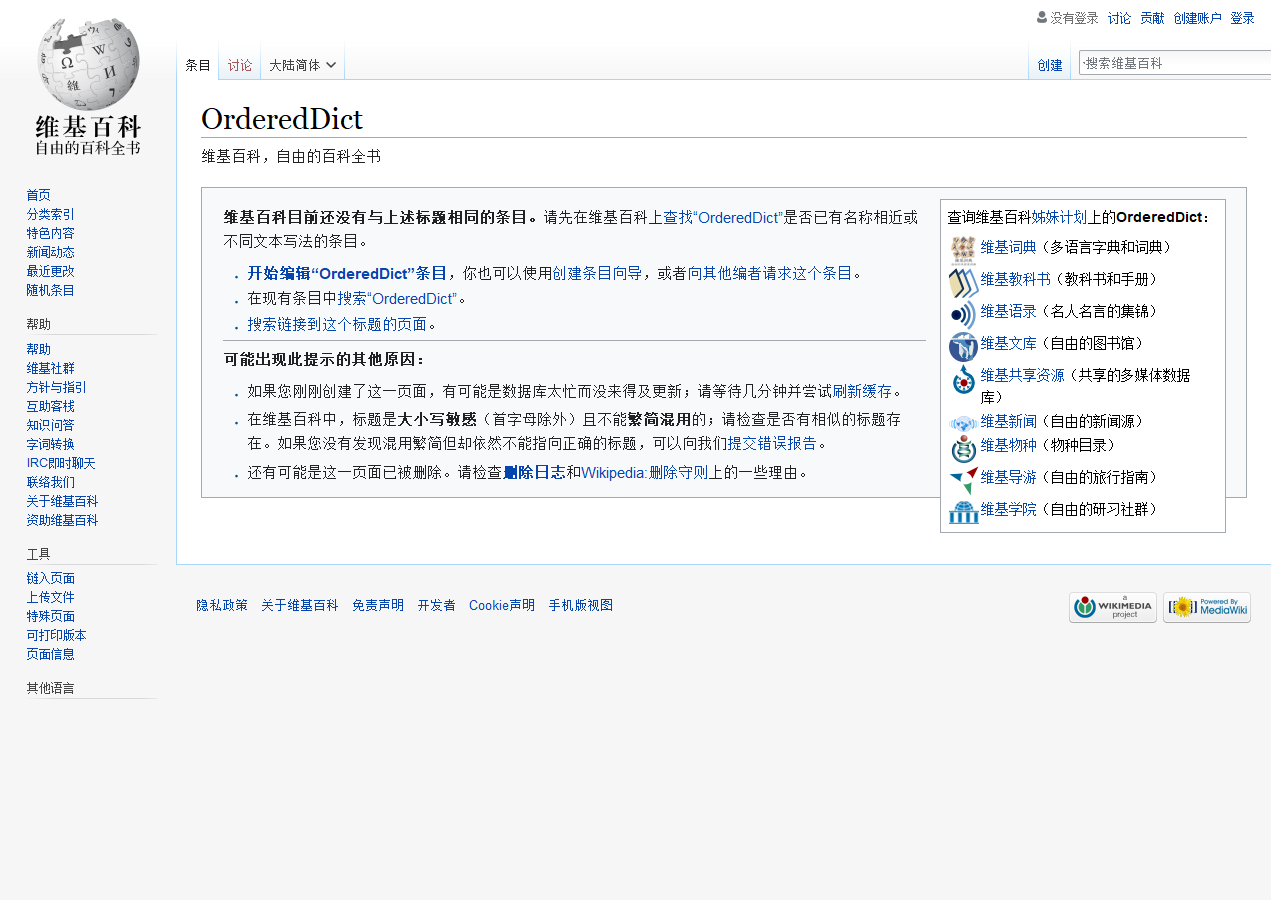 没有登录 讨论 贡献 创建账户 登录
条目 讨论 大陆简体 创建 搜索维基百科
维基百科
自由的百科全书
首页
分类索引
特色内容
新闻动态
最近更改
随机条目
帮助
帮助
维基社群
方针与指引
互助客栈
知识问答
字词转换
IRC即时聊天
联络我们
关于维基百科
资助维基百科
工具
链入页面
上传文件
特殊页面
可打印版本
页面信息
其他语言
OrderedDict
维基百科，自由的百科全书
维基百科目前还没有与上述标题相同的条目。请先在维基百科上查找“OrderedDict”是否已有名称相近或
不同文本写法的条目。
开始编辑“OrderedDict”条目，你也可以使用创建条目向导，或者向其他编者请求这个条目。
在现有条目中搜索“OrderedDict”。
搜索链接到这个标题的页面。
可能出现此提示的其他原因：
如果您刚刚创建了这一页面，有可能是数据库太忙而没来得及更新；请等待几分钟并尝试刷新缓存。
在维基百科中，标题是大小写敏感（首字母除外）且不能繁简混用的；请检查是否有相似的标题存
在。如果您没有发现混用繁简但却依然不能指向正确的标题，可以向我们提交错误报告。
还有可能是这一页面已被删除。请检查删除日志和Wikipedia:删除守则上的一些理由。
查询维基百科姊妹计划上的OrderedDict：
维基词典（多语言字典和词典）
维基教科书（教科书和手册）
维基语录（名人名言的集锦）
维基文库（自由的图书馆）
维基共享资源（共享的多媒体数据
库）
维基新闻（自由的新闻源）
维基物种（物种目录）
维基导游（自由的旅行指南）
维基学院（自由的研习社群）
隐私政策 关于维基百科 免责声明 开发者 Cookie声明 手机版视图
a
WIKIMEDIA
project
Powered By
MediaWiki